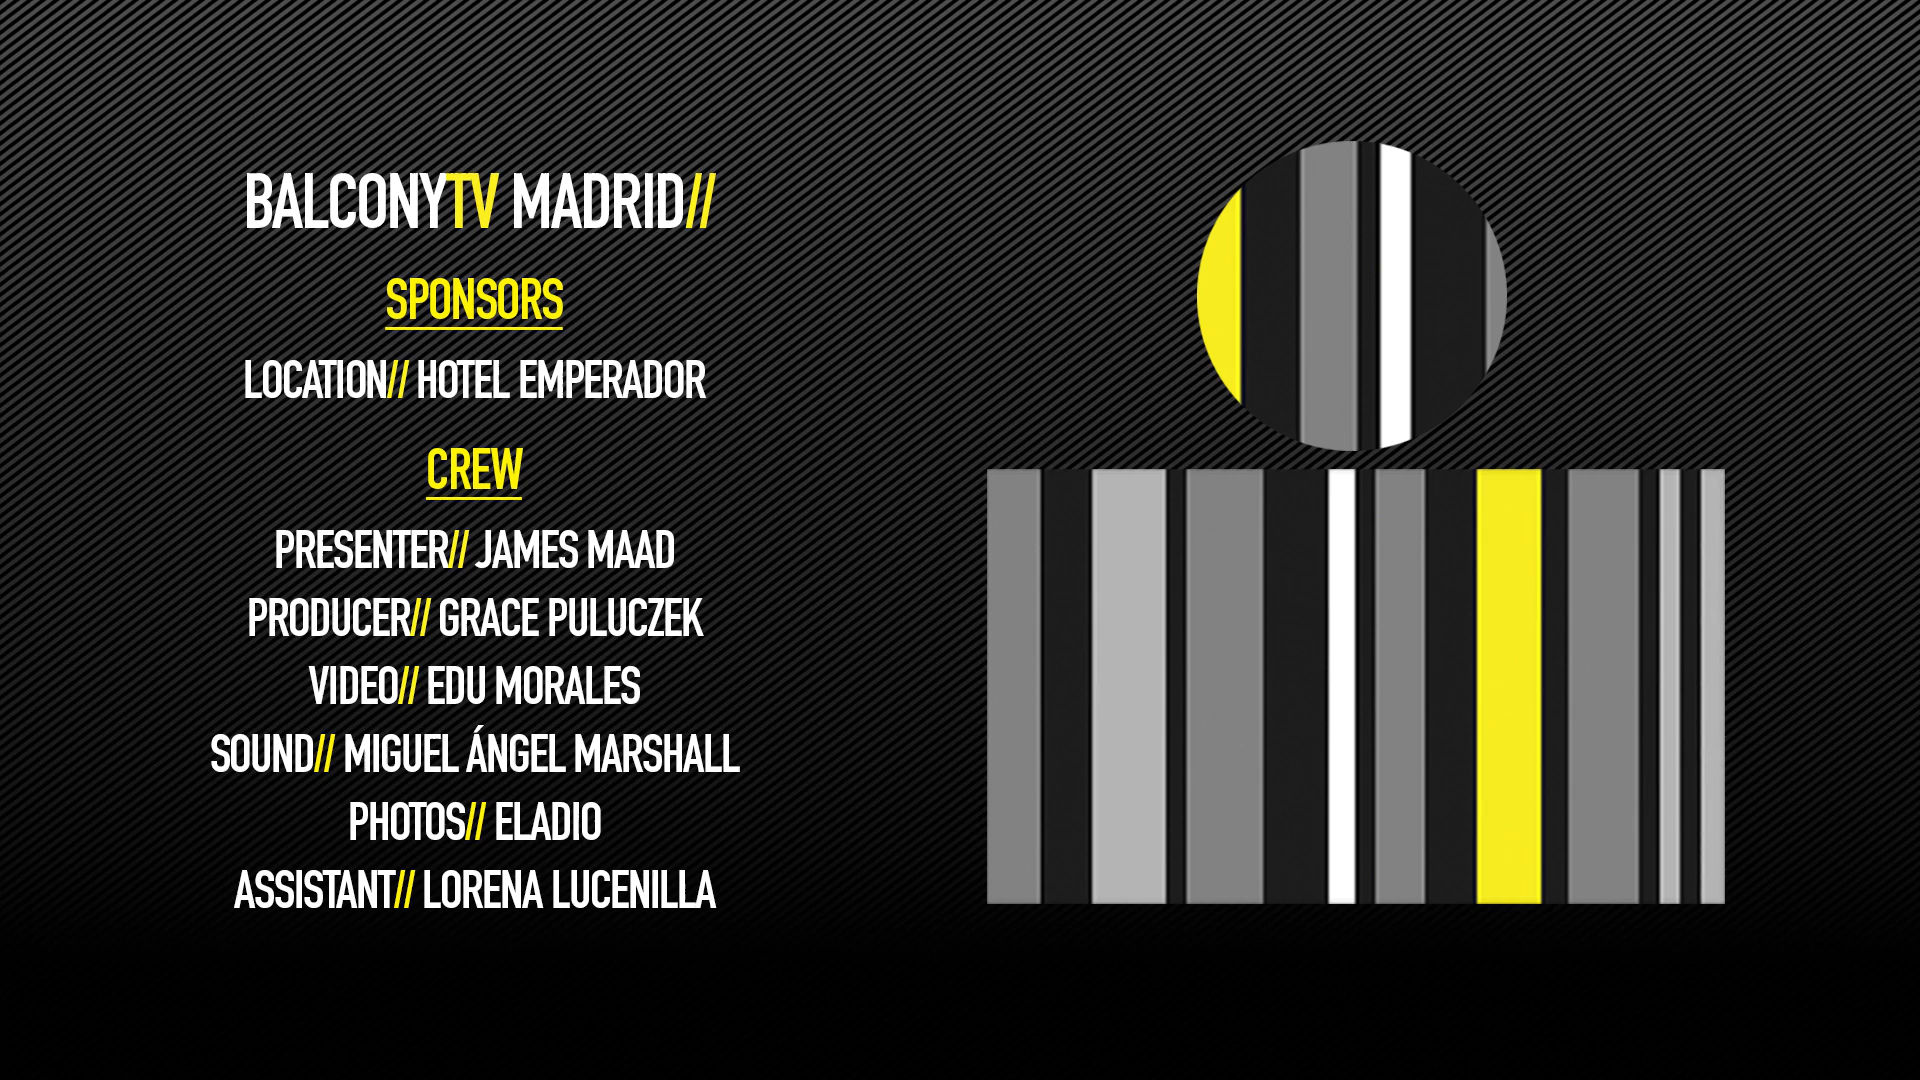 BALCONYTV MADRID//
SPONSORS
LOCATION// HOTEL EMPERADOR
CREW
PRESENTER// JAMES MAAD
PRODUCER// GRACE PULUCZEK
VIDEO// EDU MORALES
SOUND// MIGUEL ÁNGEL MARSHALL
PHOTOS// ELADIO
ASSISTANT// LORENA LUCENILLA